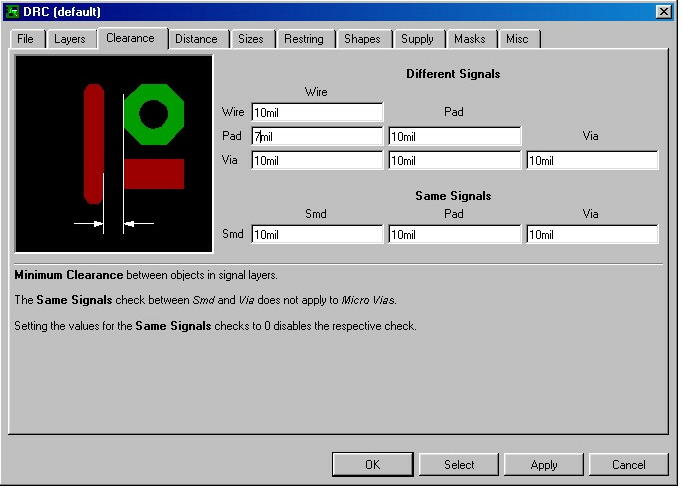 DRC (default)
File Layers Clearance Distance Sizes Restring Shapes Supply Masks Misc
Different Signals
Wire
Wire 10mil Pad
Pad 7mil 10mil Via
Via 10mil 10mil 10mil
Same Signals
Smd Pad Via
Smd 10mil 10mil 10mil
Minimum Clearance between objects in signal layers.
The Same Signals check between Smd and Via does not apply to Micro Vias.
Setting the values for the Same Signals checks to 0 disables the respective check.
OK Select Apply Cancel